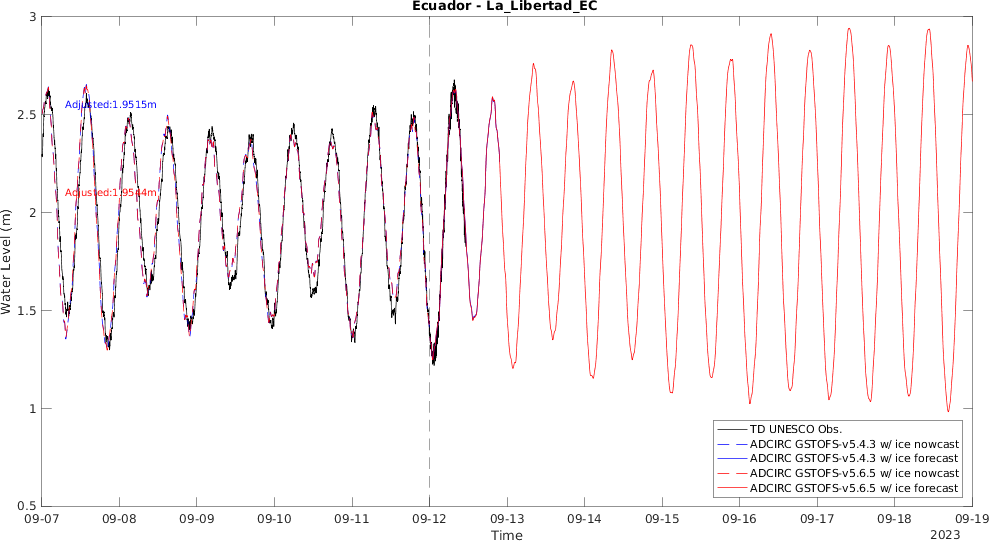 Ecuador - La_Libertad_EC
3
2.5
2
1.5
1
0.5
Water Level (m)
Adjusted:1.9515m
Adjusted:1.9544m
TD UNESCO Obs.
ADCIRC GSTOFS-v5.4.3 w/ ice nowcast
ADCIRC GSTOFS-v5.4.3 w/ ice forecast
ADCIRC GSTOFS-v5.6.5 w/ ice nowcast
ADCIRC GSTOFS-v5.6.5 w/ ice forecast
09-07 09-08 09-09 09-10 09-11 09-12 09-13 09-14 09-15 09-16 09-17 09-18 09-19
Time
2023